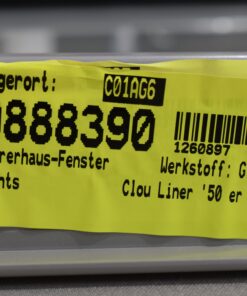 gerort: C01AG6
888390
1260897
rerhaus-Fenster
Werkstoff: G
nts
Clou Liner '50 er